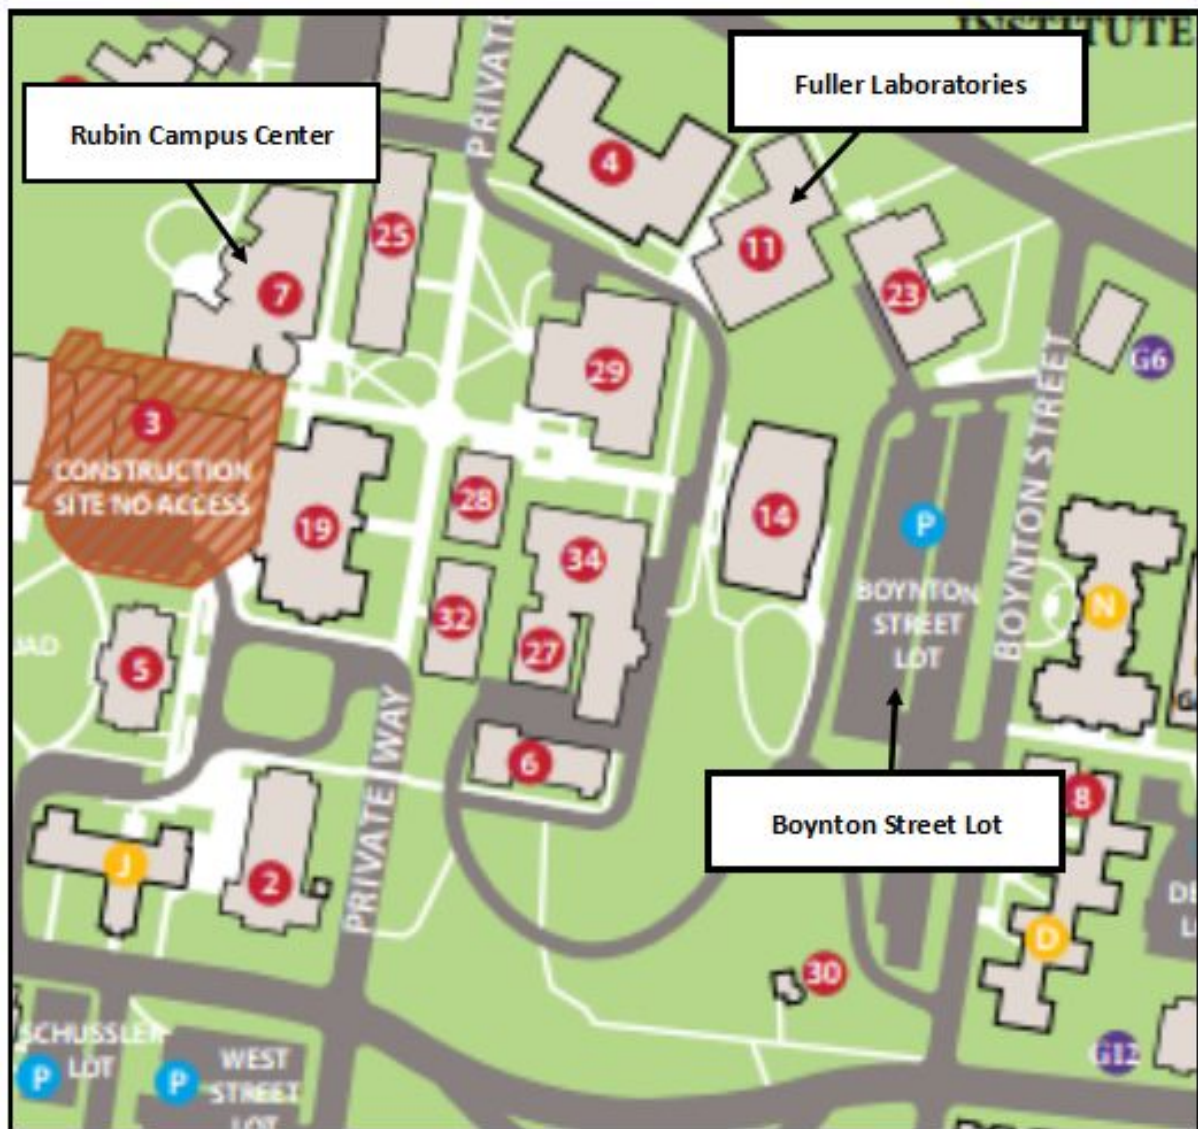 INSTITUTE
Fuller Laboratories
Rubin Campus Center
PRIVATE
4
25
11
7
23
29
G6
3
CONSTRUCTION
SITE NO ACCESS
28
19
14
P
34
BOYNTON STREET
BOYNTON
STREET
LOT
N
32
27
5
PRIVATE WAY
6
8
Boynton Street Lot
J
2
D
30
SCHUSSLER
LOT
P
P
WEST
STREET
LOT
G12